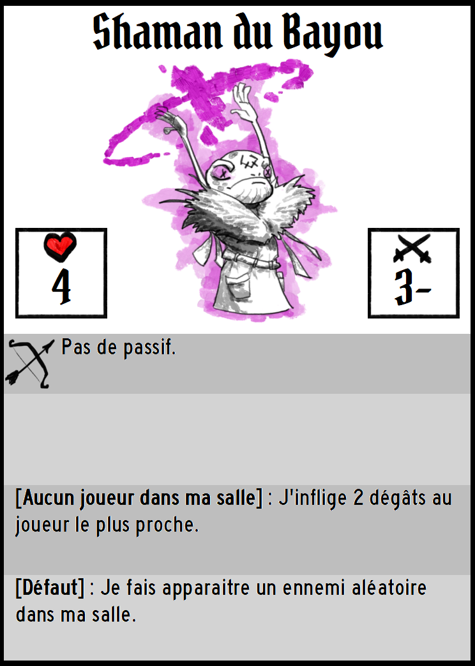 Shaman du Bayou
4
3-
Pas de passif.
[Aucun joueur dans ma salle] : J'inflige 2 dégâts au
joueur le plus proche.
[Défaut] : Je fais apparaitre un ennemi aléatoire
dans ma salle.